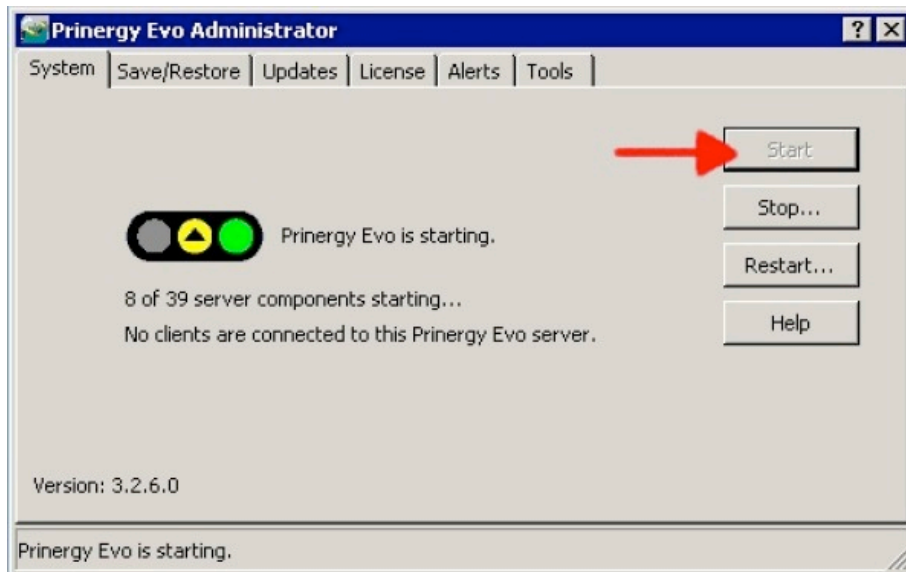 Prinergy Evo Administrator
System Save/Restore Updates License Alerts Tools
Start
Stop...
Prinergy Evo is starting.
Restart...
8 of 39 server components starting...
Help
No clients are connected to this Prinergy Evo server.
Version: 3.2.6.0
Prinergy Evo is starting.